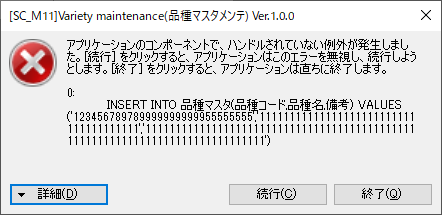 [SC_M11]Variety maintenance(品種マスタメンテ) Ver.1.0.0
アプリケーションのコンポーネントで、ハンドルされていない例外が発生しまし
た。[続行] をクリックすると、アプリケーションはこのエラーを無視し、続行しよう
とします。[終了] をクリックすると、アプリケーションは直ちに終了します。
0:
INSERT INTO 品種マスタ(品種コード,品種名,備考) VALUES
詳細(D)
続行(C)
終了(Q)